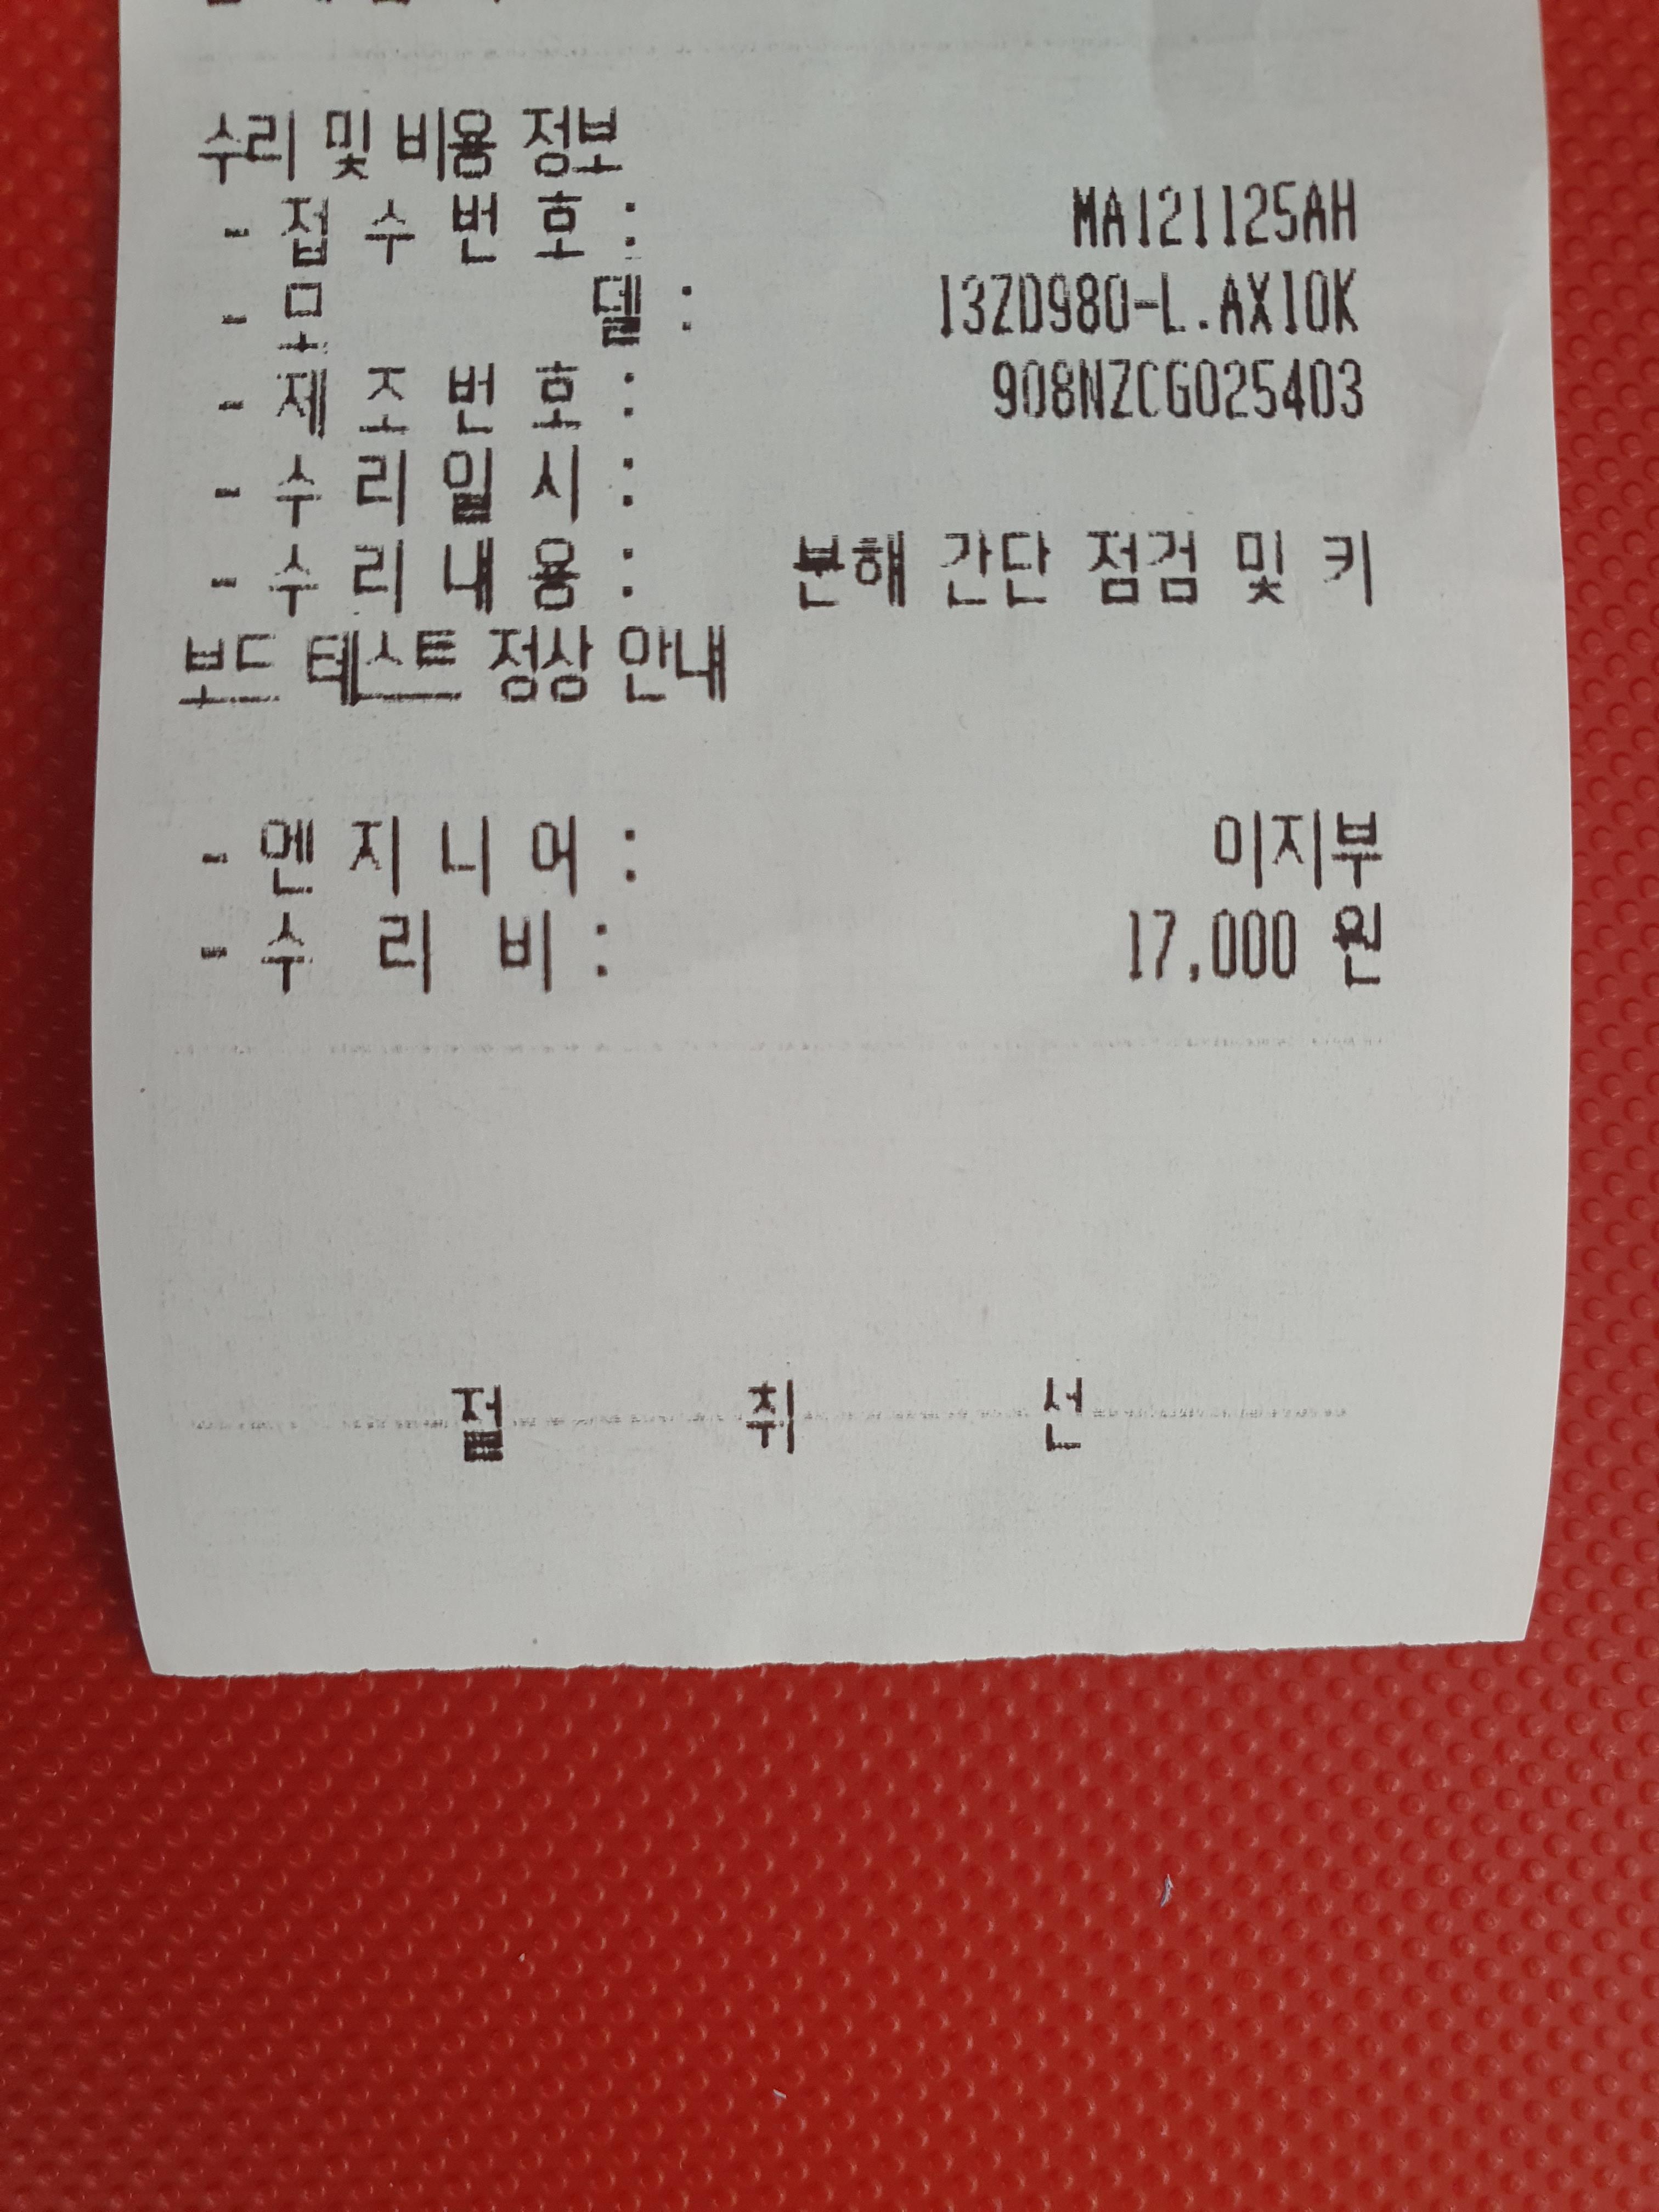 수리 및 비용 정보
- 접 수 번 호 : MA121125AH
- 모 델 : 13ZD980-L.AX10K
- 제 조 번 호 : 908NZCG025403
- 수 리 일 시 :
- 수 리 내 용 : 분해 간단 점검 및 키
보드 테스트 정상 안내
- 엔 지 니 어 : 이지부
- 수 리 비 : 17,000 원
절 취 선